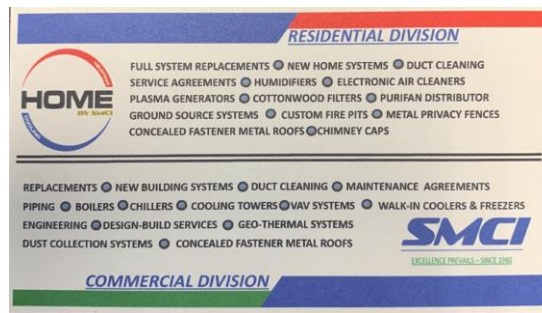 RESIDENTIAL DIVISION
FULL SYSTEM REPLACEMENTS NEW HOME SYSTEMS DUCT CLEANING
SERVICE AGREEMENTS HUMIDIFIERS ELECTRONIC AIR CLEANERS
PLASMA GENERATORS COTTONWOOD FILTERS PURIFAN DISTRIBUTOR
GROUND SOURCE SYSTEMS CUSTOM FIRE PITS METAL PRIVACY FENCES
CONCEALED FASTENER METAL ROOFS CHIMNEY CAPS
HOME
BY SMCI
COOLING
REPLACEMENTS NEW BUILDING SYSTEMS DUCT CLEANING MAINTENANCE AGREEMENTS
PIPING BOILERS CHILLERS COOLING TOWERS VAV SYSTEMS WALK-IN COOLERS & FREEZERS
ENGINEERING DESIGN-BUILD SERVICES GEO-THERMAL SYSTEMS
DUST COLLECTION SYSTEMS CONCEALED FASTENER METAL ROOFS
SMCI
EXCELLENCE PREVAILS – SINCE 1980
COMMERCIAL DIVISION